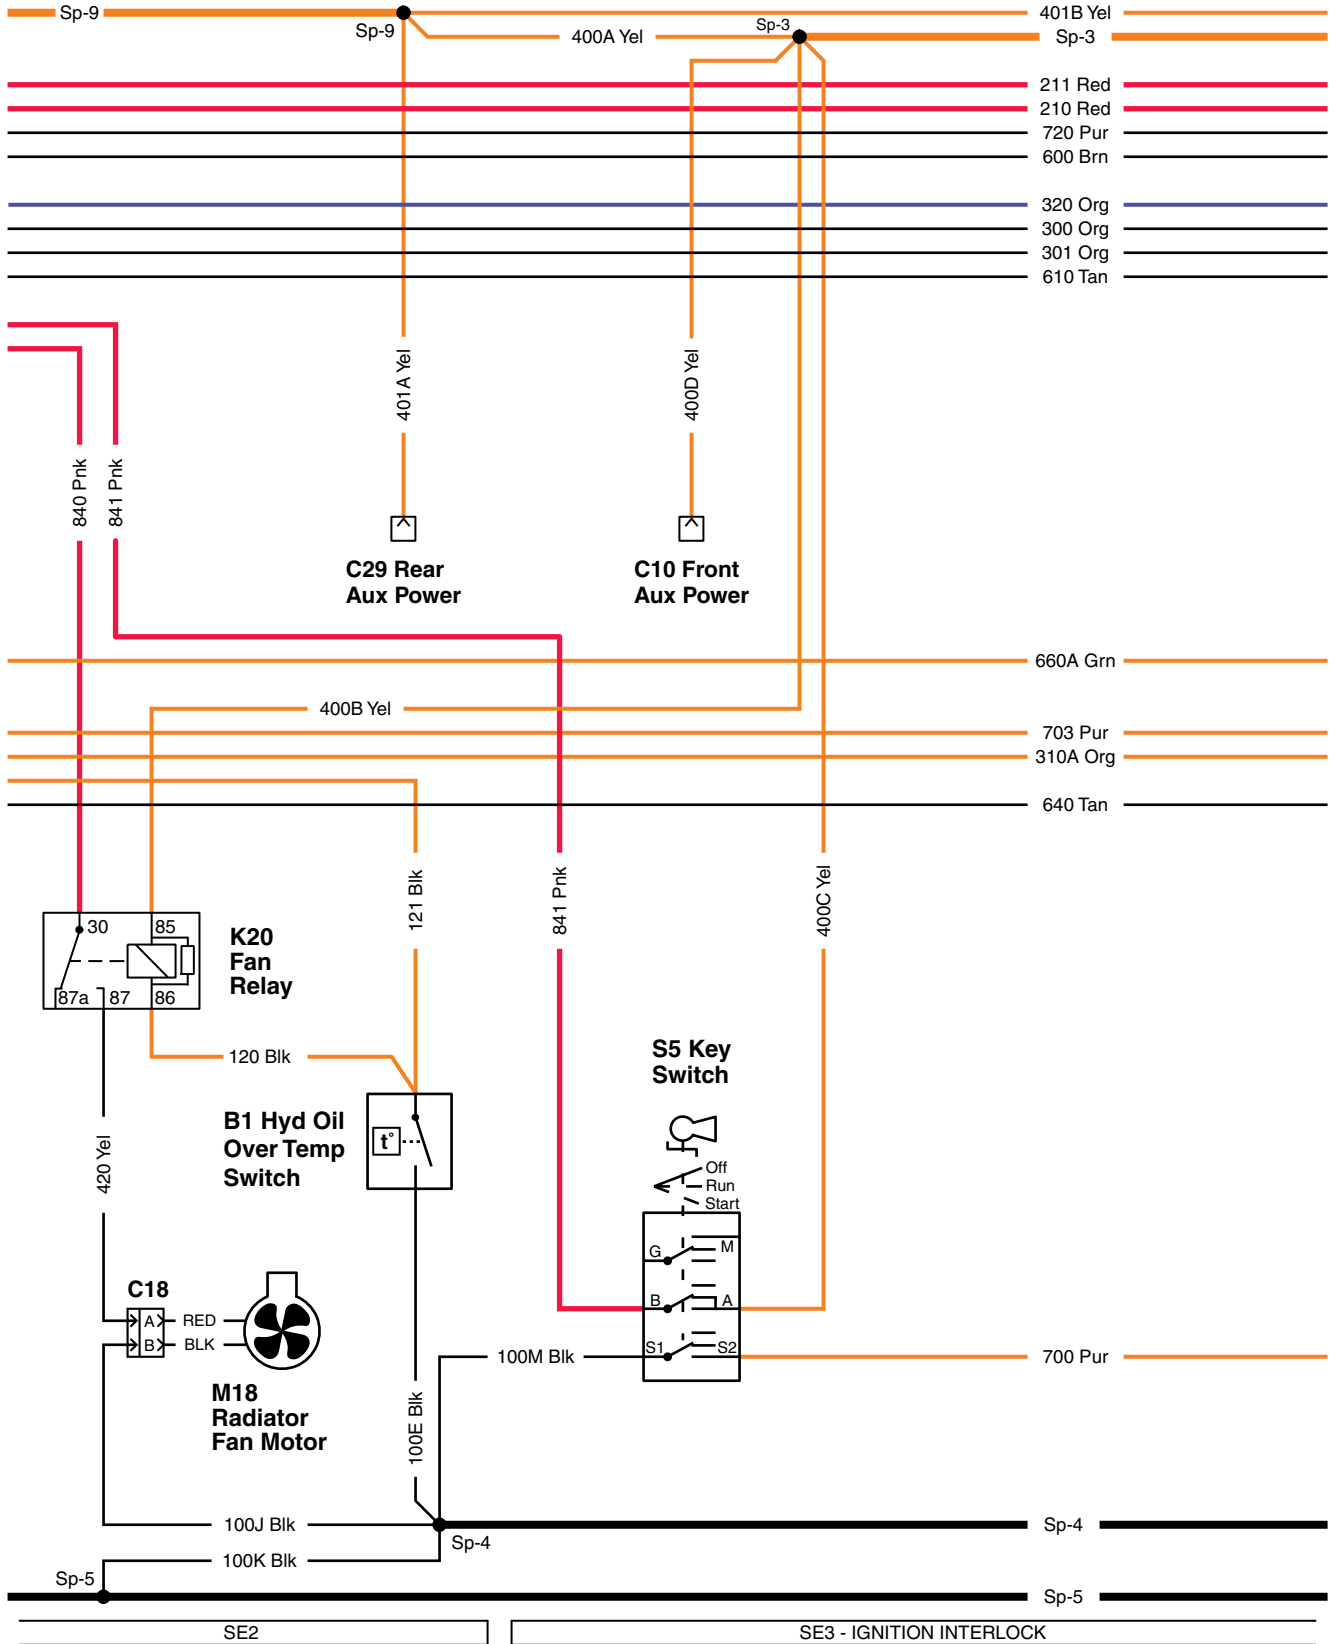 Sp-9
401B Yel
Sp-9
400A Yel
Sp-3
Sp-3
211 Red
210 Red
720 Pur
600 Brn
320 Org
300 Org
301 Org
610 Tan
401A Yel
400D Yel
840 Pnk
841 Pnk
C29 Rear
Aux Power
C10 Front
Aux Power
660A Grn
400B Yel
703 Pur
310A Org
640 Tan
121 Blk
841 Pnk
400C Yel
30
85
87a
87
86
K20
Fan
Relay
120 Blk
S5 Key
Switch
B1 Hyd Oil
Over Temp
Switch
t°
420 Yel
Off
Run
Start
G
M
B
A
S1
S2
C18
A
RED
B
BLK
100M Blk
700 Pur
M18
Radiator
Fan Motor
100E Blk
100J Blk
Sp-4
Sp-4
100K Blk
Sp-5
Sp-5
SE2
SE3 - IGNITION INTERLOCK